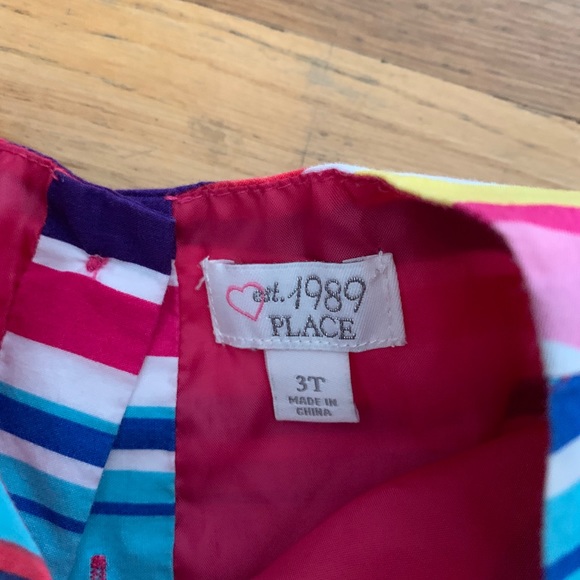 est. 1989
PLACE
3T
MADE IN
CHINA